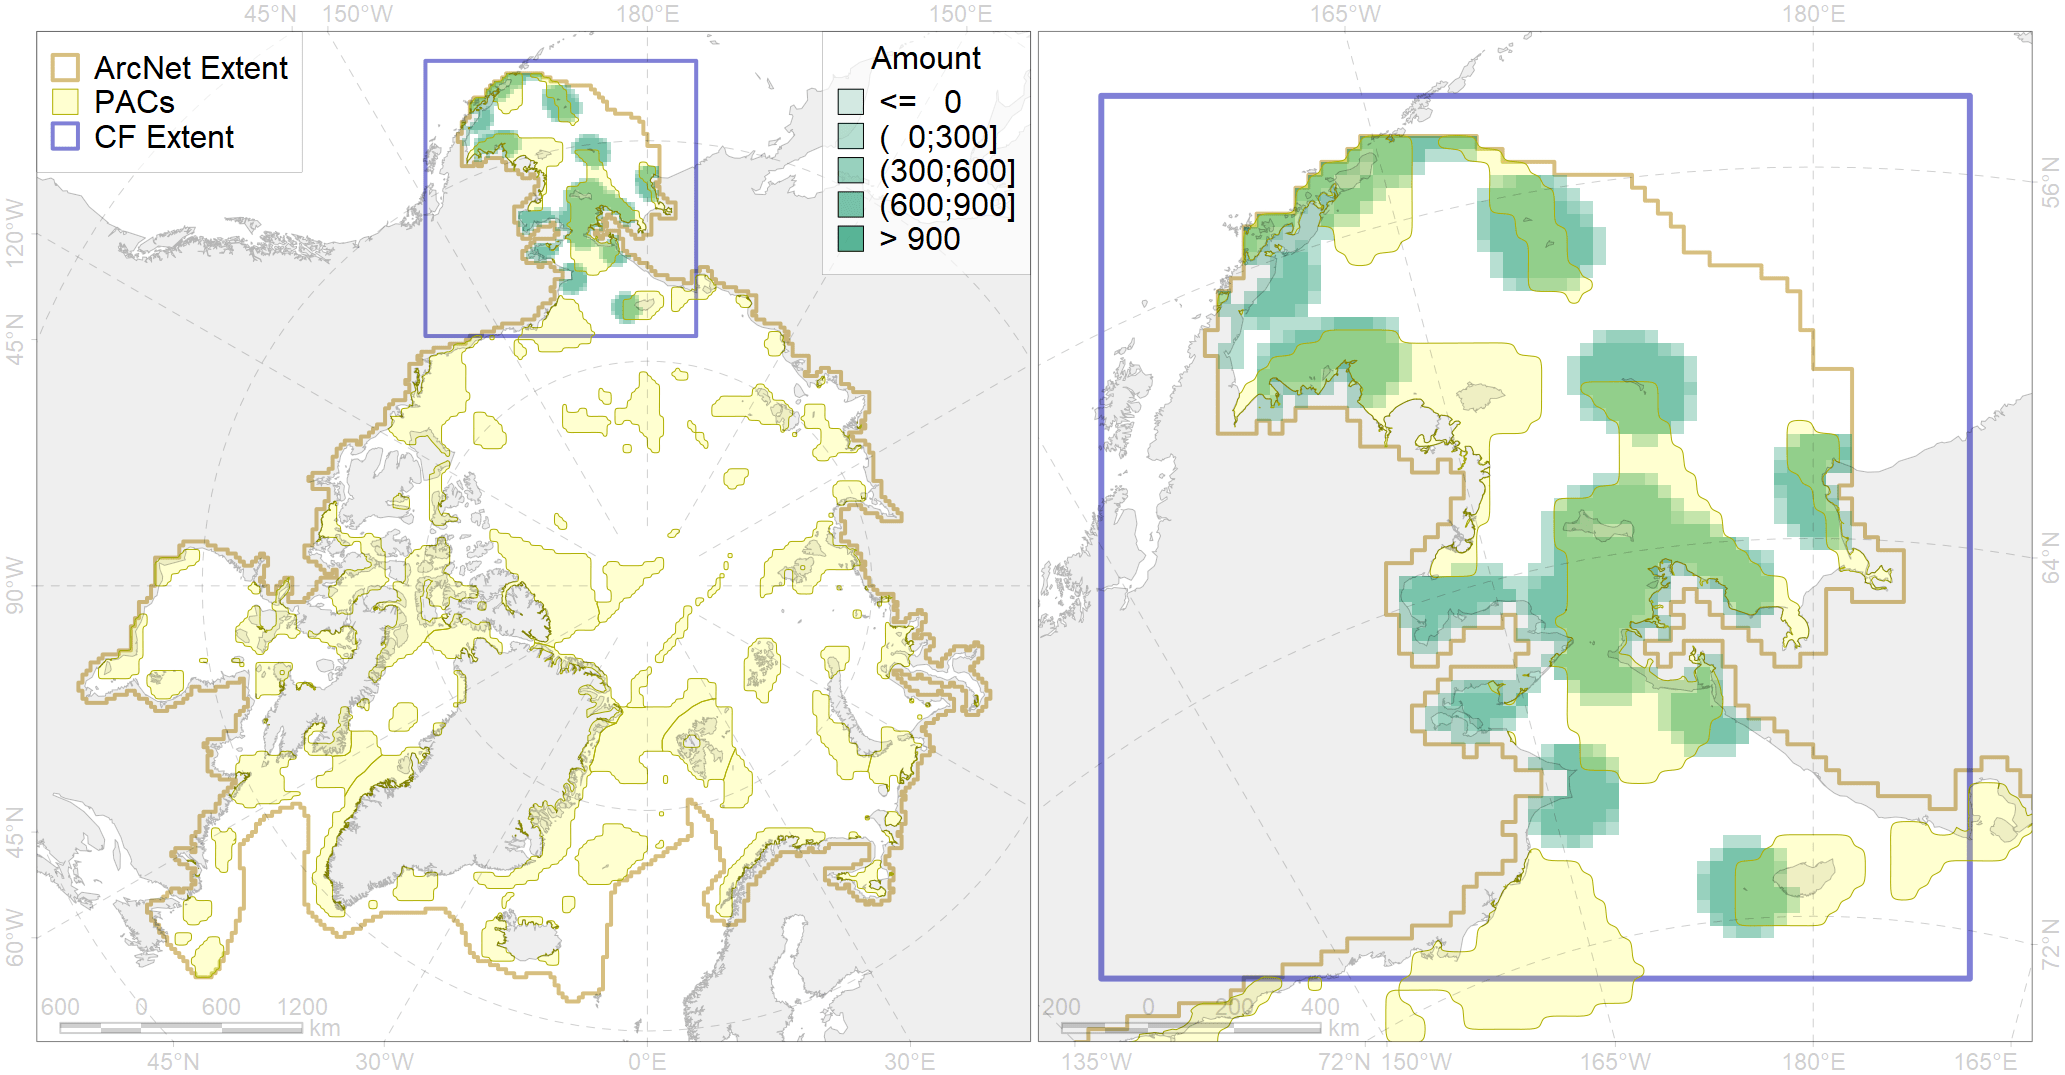 45°N 150°W 180°E 150°E 165°W 180°E
ArcNet Extent
PACs
CF Extent
Amount
<= 0
( 0;300]
(300;600]
(600;900]
> 900
120°W
45°N
90°W
45°N
60°W
56°N
64°N
72°N
600 0 600 1200
km
200 0 200 400
km
45°N 30°W 0°E 30°E 135°W 72°N 150°W 165°W 180°E 165°E